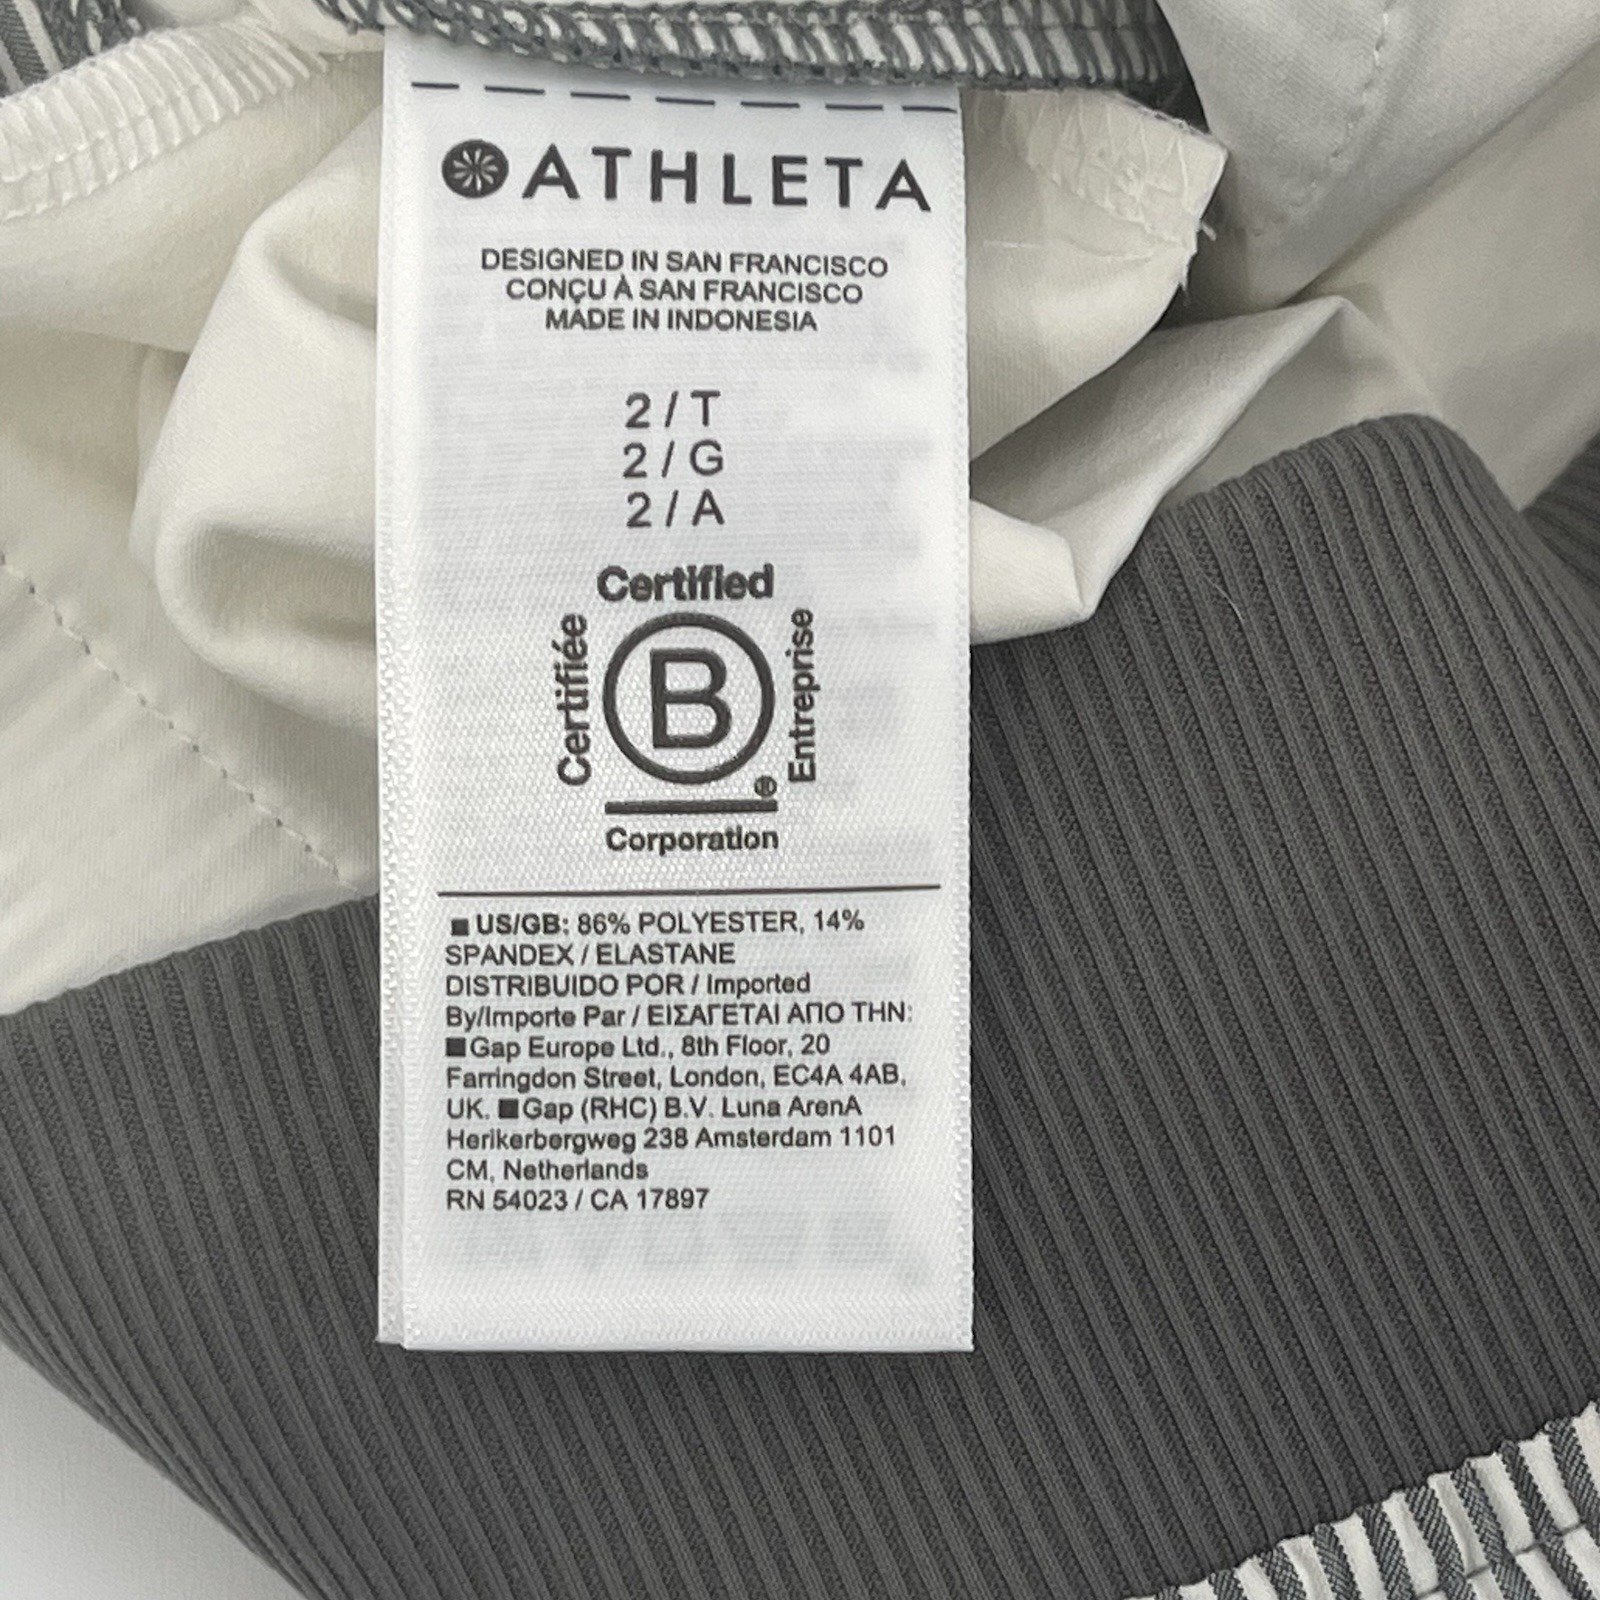 ATHLETA
DESIGNED IN SAN FRANCISCO
CONÇU À SAN FRANCISCO
MADE IN INDONESIA
2 / T
2 / G
2 / A
Certified
Certifiée
B
Entreprise
®
Corporation
■ US/GB: 86% POLYESTER, 14%
SPANDEX / ELASTANE
DISTRIBUIDO POR / Imported
By/Importe Par / ΕΙΣΑΓΕΤΑΙ ΑΠΟ ΤΗΝ:
■Gap Europe Ltd., 8th Floor, 20
Farringdon Street, London, EC4A 4AB,
UK. ■Gap (RHC) B.V. Luna ArenA
Herikerbergweg 238 Amsterdam 1101
CM, Netherlands
RN 54023 / CA 17897